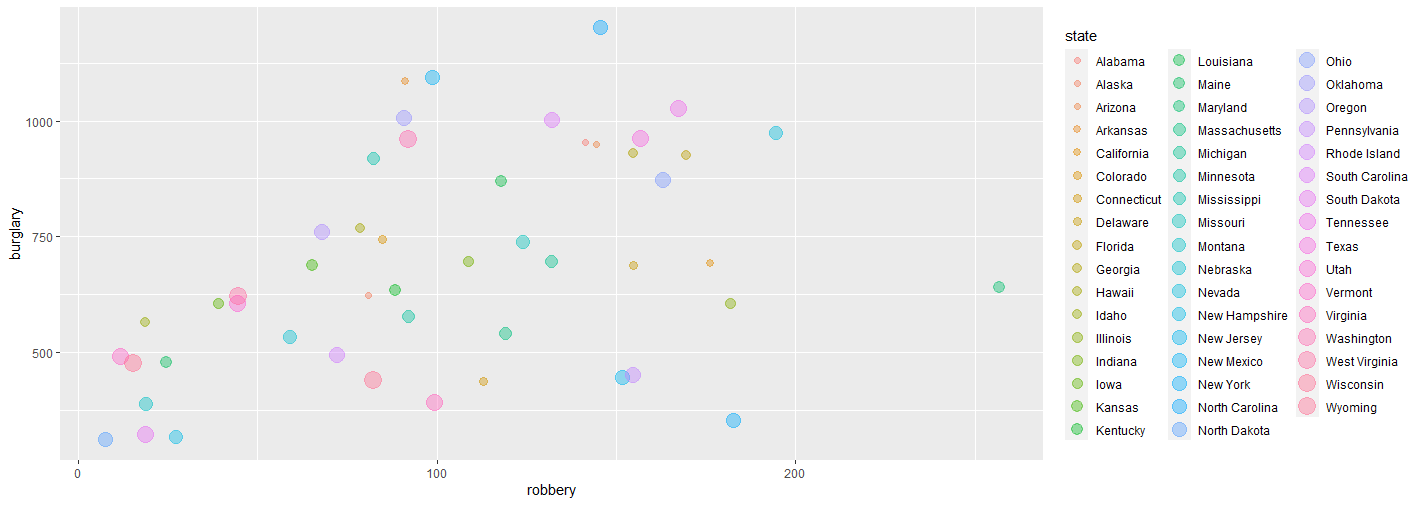 1000
750
500
burglary
0
100
200
robbery
state
Alabama
Alaska
Arizona
Arkansas
California
Colorado
Connecticut
Delaware
Florida
Georgia
Hawaii
Idaho
Illinois
Indiana
Iowa
Kansas
Kentucky
Louisiana
Maine
Maryland
Massachusetts
Michigan
Minnesota
Mississippi
Missouri
Montana
Nebraska
Nevada
New Hampshire
New Jersey
New Mexico
New York
North Carolina
North Dakota
Ohio
Oklahoma
Oregon
Pennsylvania
Rhode Island
South Carolina
South Dakota
Tennessee
Texas
Utah
Vermont
Virginia
Washington
West Virginia
Wisconsin
Wyoming